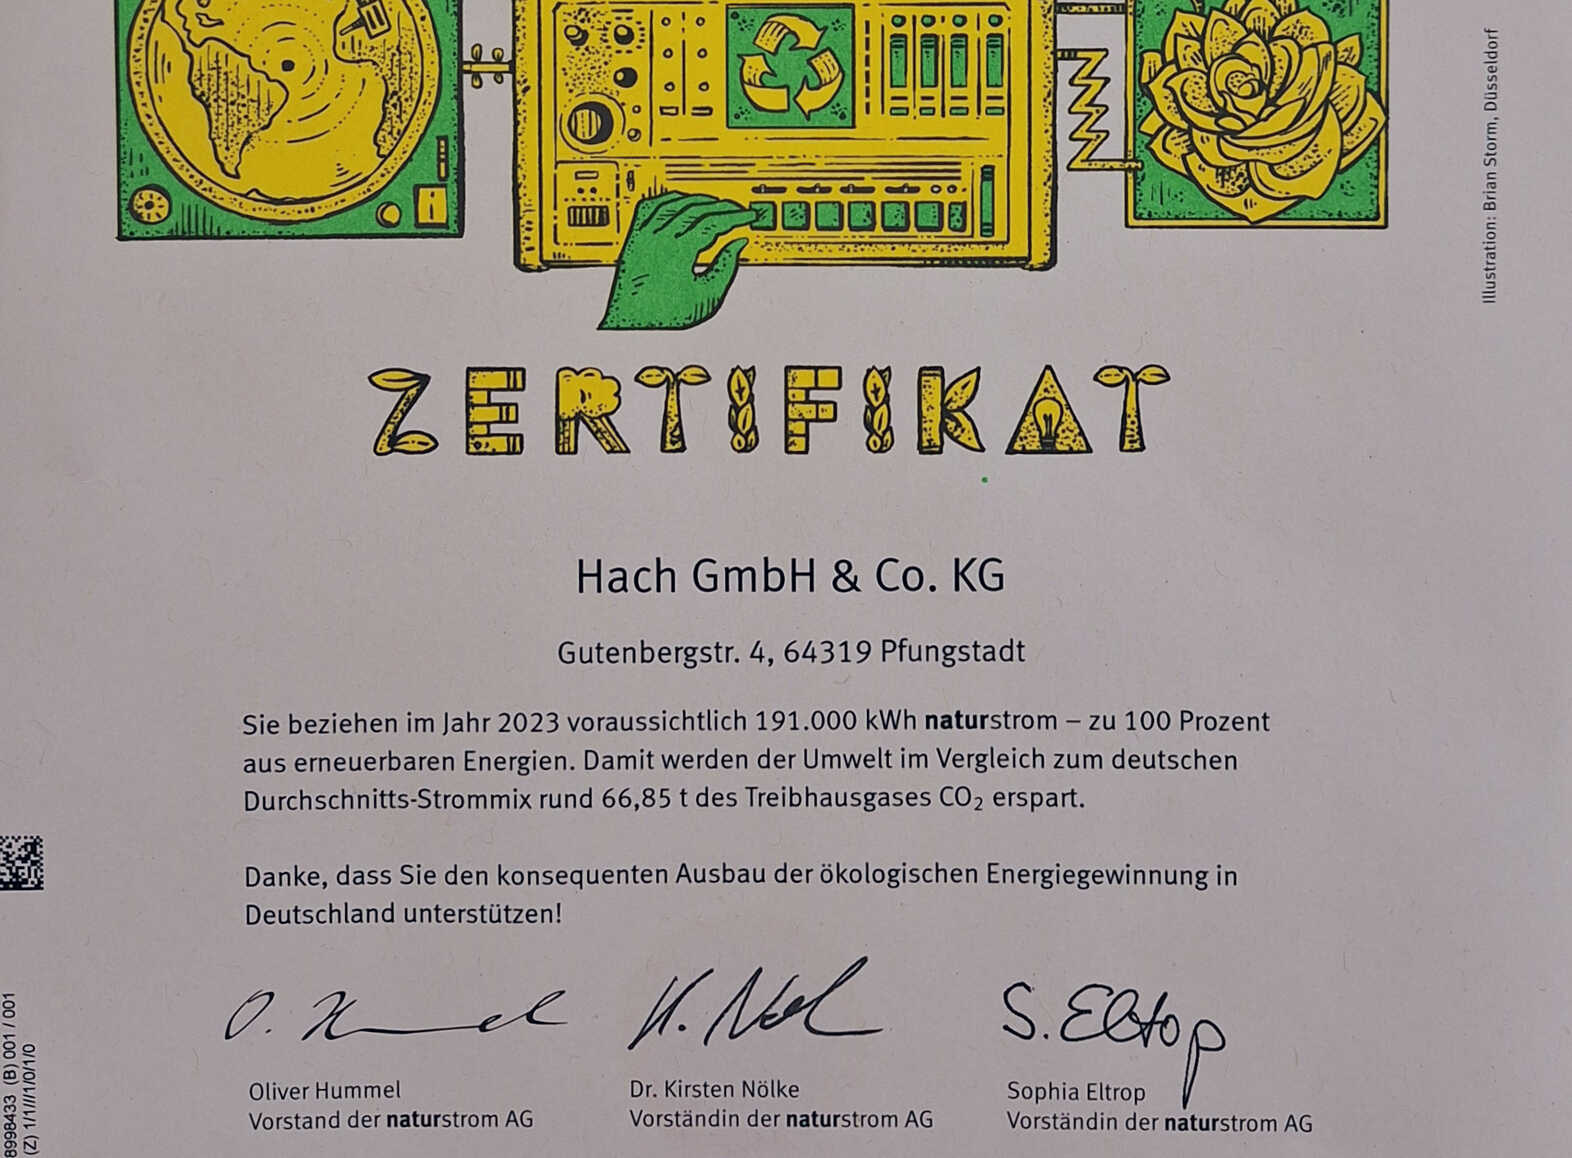 Illustration: Brian Storm, Düsseldorf
ZERTIFIKAT
Hach GmbH & Co. KG
Gutenbergstr. 4, 64319 Pfungstadt
Sie beziehen im Jahr 2023 voraussichtlich 191.000 kWh naturstrom – zu 100 Prozent
aus erneuerbaren Energien. Damit werden der Umwelt im Vergleich zum deutschen
Durchschnitts-Strommix rund 66,85 t des Treibhausgases CO₂ erspart.
Danke, dass Sie den konsequenten Ausbau der ökologischen Energiegewinnung in
Deutschland unterstützen!
S. Eltrop
Oliver Hummel
Vorstand der naturstrom AG
Dr. Kirsten Nölke
Vorständin der naturstrom AG
Sophia Eltrop
Vorständin der naturstrom AG
8998433 (B) 001 / 001